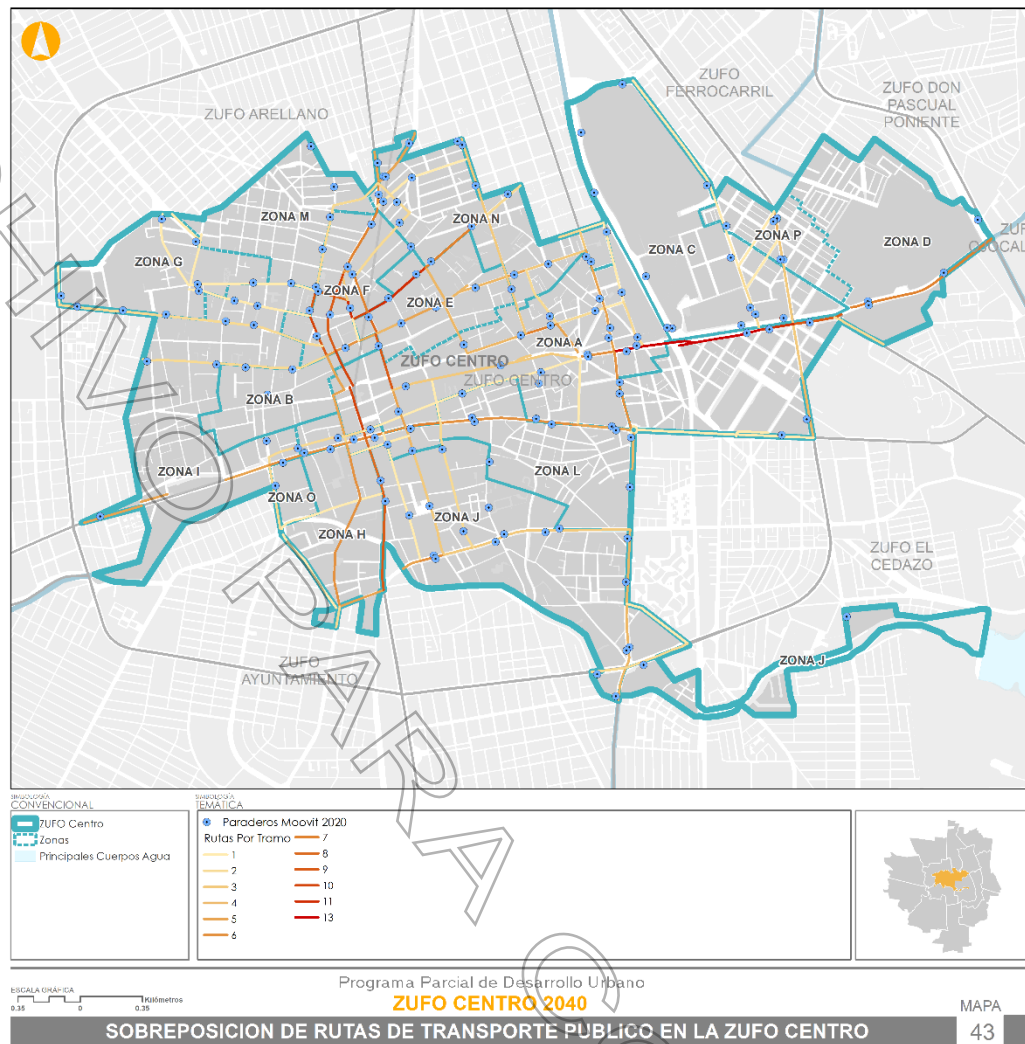 ZUFO
FERROCARRIL
ZUFO DON
PASCUAL
PONIENTE
ZUFO ARELLANO
ZONA M
ZONA N
ZONA P
ZONA D
ZONA G
ZONA C
ZONA F
ZONA E
ZONA A
ZUFO CENTRO
ZUFO CENTRO
ZONA B
ZONA I
ZONA L
ZONA O
ZONA J
ZONA H
ZUFO EL
CEDAZO
ZUFO
AYUNTAMIENTO
ZONA J
PARA
SIMBOLOGÍA
CONVENCIONAL
ZUFO Centro
Zonas
Principales Cuerpos Agua
SIMBOLOGÍA
TEMÁTICA
Paraderos Moovit 2020
Rutas Por Tramo
1
2
3
4
5
6
7
8
9
10
11
13
ESCALA GRÁFICA
0.35 0 0.35
Kilómetros
Programa Parcial de Desarrollo Urbano
ZUFO CENTRO 2040
SOBREPOSICION DE RUTAS DE TRANSPORTE PÚBLICO EN LA ZUFO CENTRO
MAPA
43